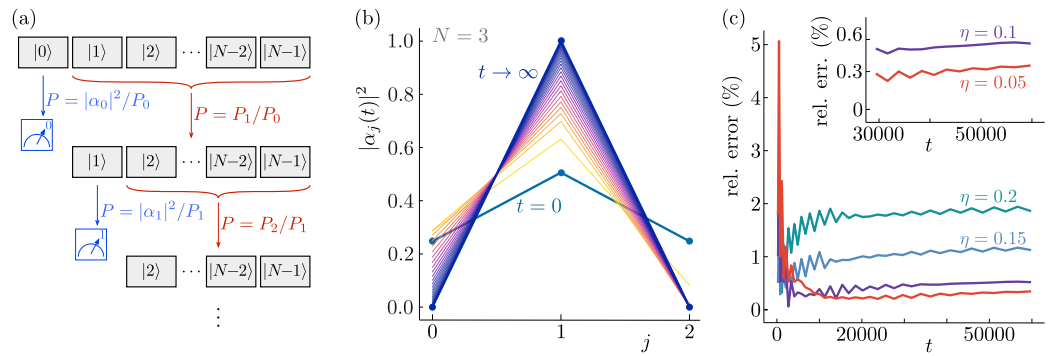 (a)
|0⟩ |1⟩ |2⟩ ··· |N−2⟩ |N−1⟩
P = |α₀|²/P₀
P = P₁/P₀
0
|1⟩ |2⟩ ··· |N−2⟩ |N−1⟩
P = |α₁|²/P₁
P = P₂/P₁
1
|2⟩ ··· |N−2⟩ |N−1⟩
⋮
(b)
N = 3
t → ∞
t = 0
|αⱼ(t)|²
1.0
0.8
0.6
0.4
0.2
0.0
0 1 2
j
(c)
rel. error (%)
5
4
3
2
1
0
η = 0.2
η = 0.15
0 20000 60000
t
rel. err. (%)
0.6
0.3
0
η = 0.1
η = 0.05
30000 50000
t